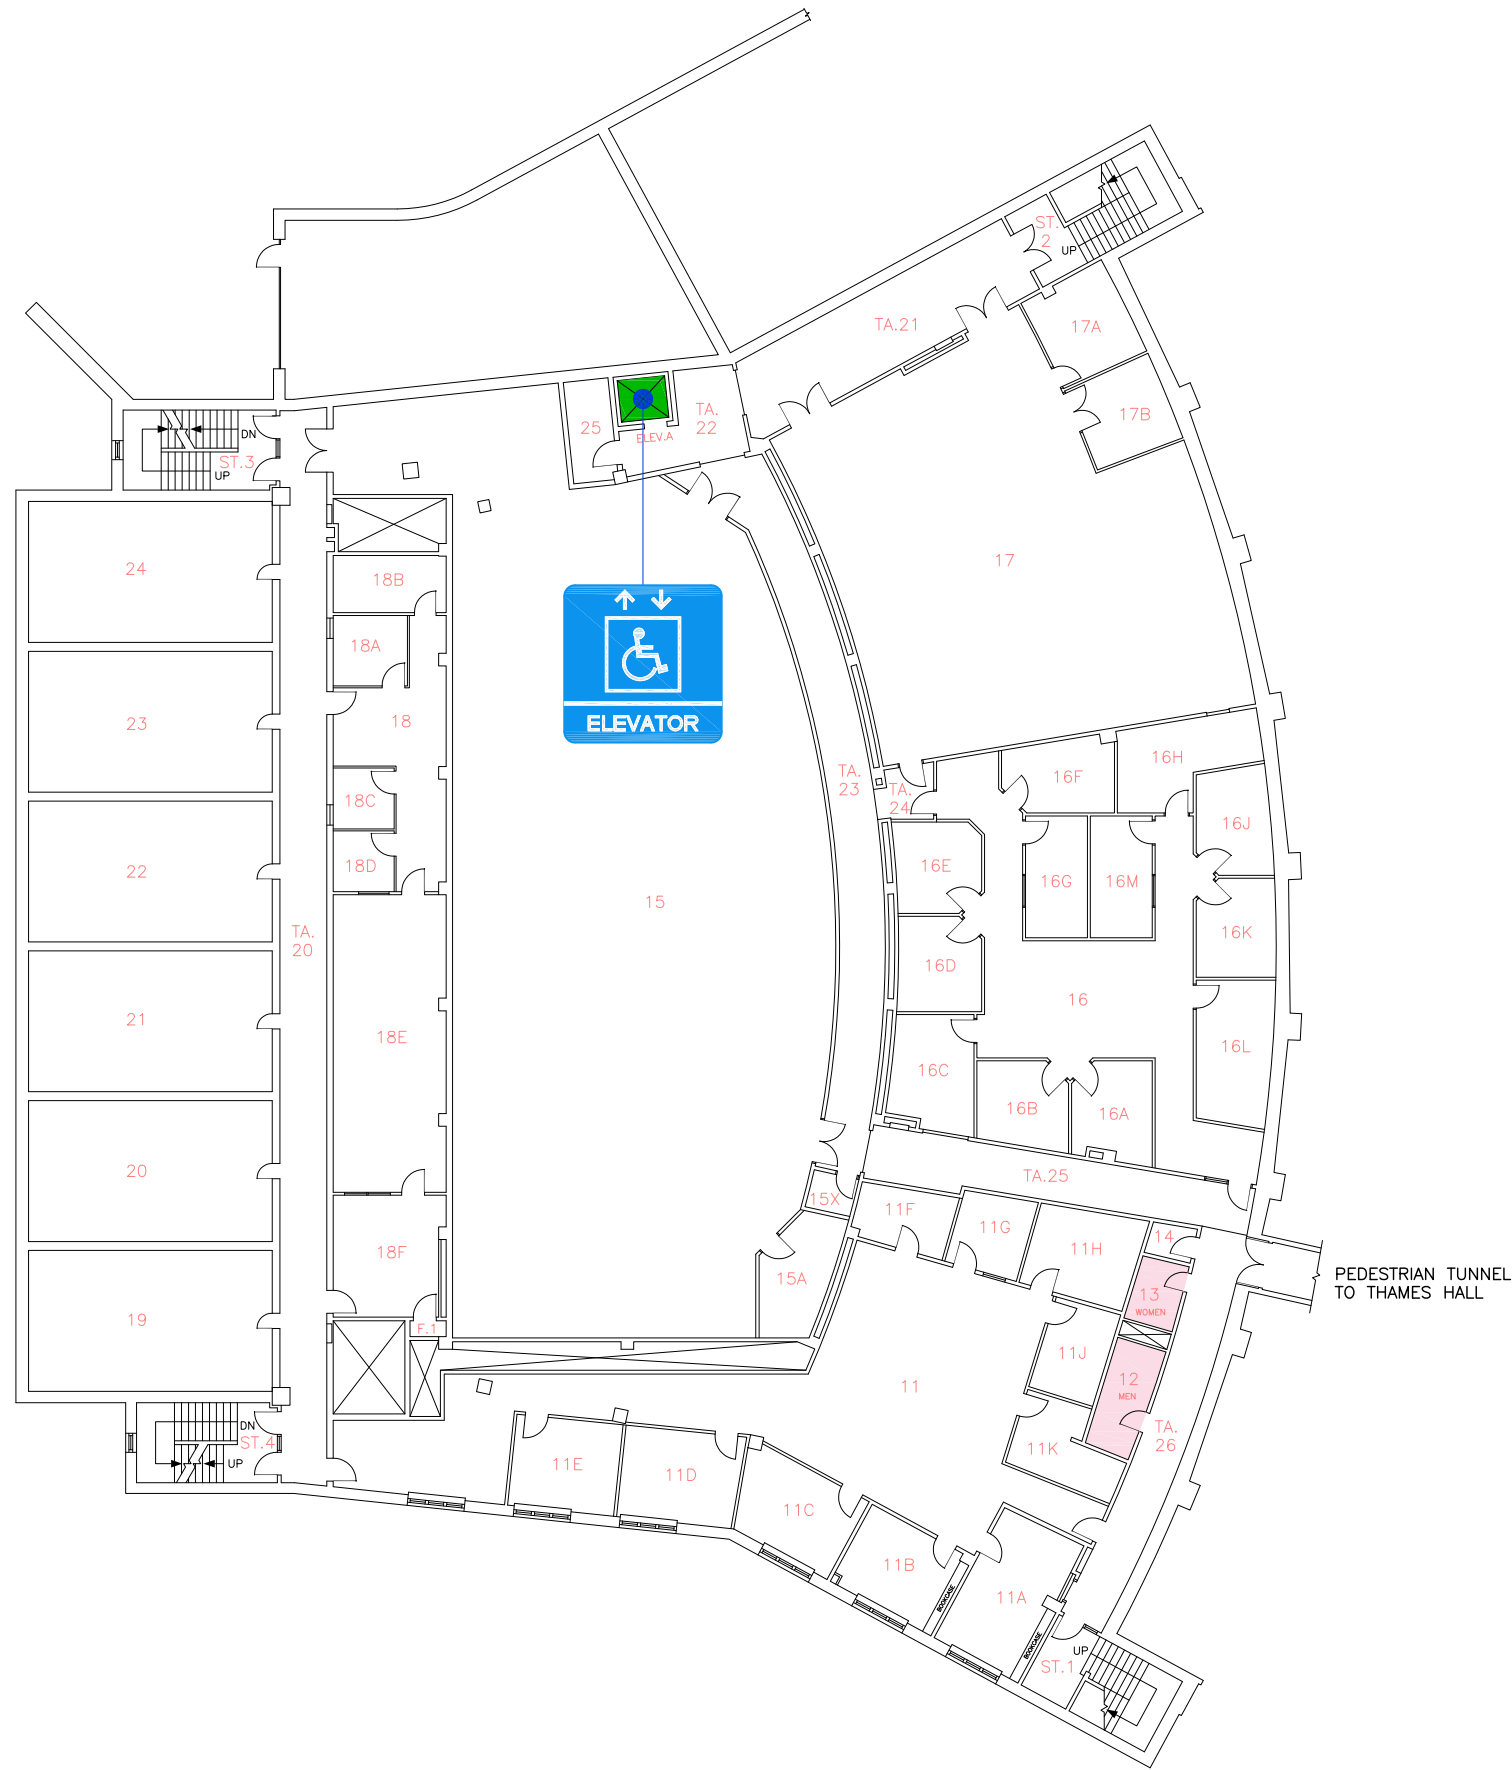 ST.
2
UP
TA.21
17A
17B
25
ELEV.A
TA.
22
DN
ST.3
UP
24
18B
17
18A
ELEVATOR
23
18
TA.
23
16H
16F
18C
TA.
24
16J
18D
16E
16G
16M
22
15
TA.
20
16K
16D
16
21
18E
16L
16C
16B
16A
20
TA.25
15X
11F
11G
14
11H
18F
15A
13
WOMEN
PEDESTRIAN TUNNEL
TO THAMES HALL
19
F.1
11J
12
MEN
11
DN
ST.4
UP
TA.
26
11K
11E
11D
11C
11B
11A
BOOKCASE
BOOKCASE
UP
ST.1